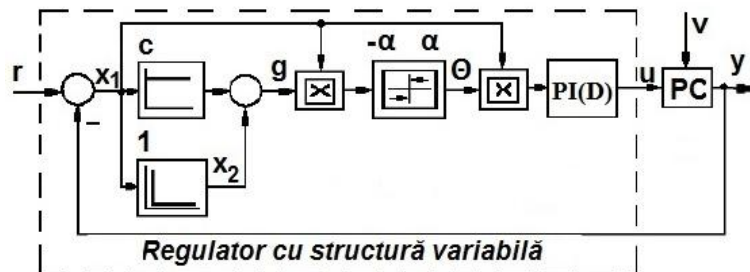 c
-α α
r
x₁
g
Θ
PI(D)
u
v
PC
y
−
1
x₂
Regulator cu structură variabilă